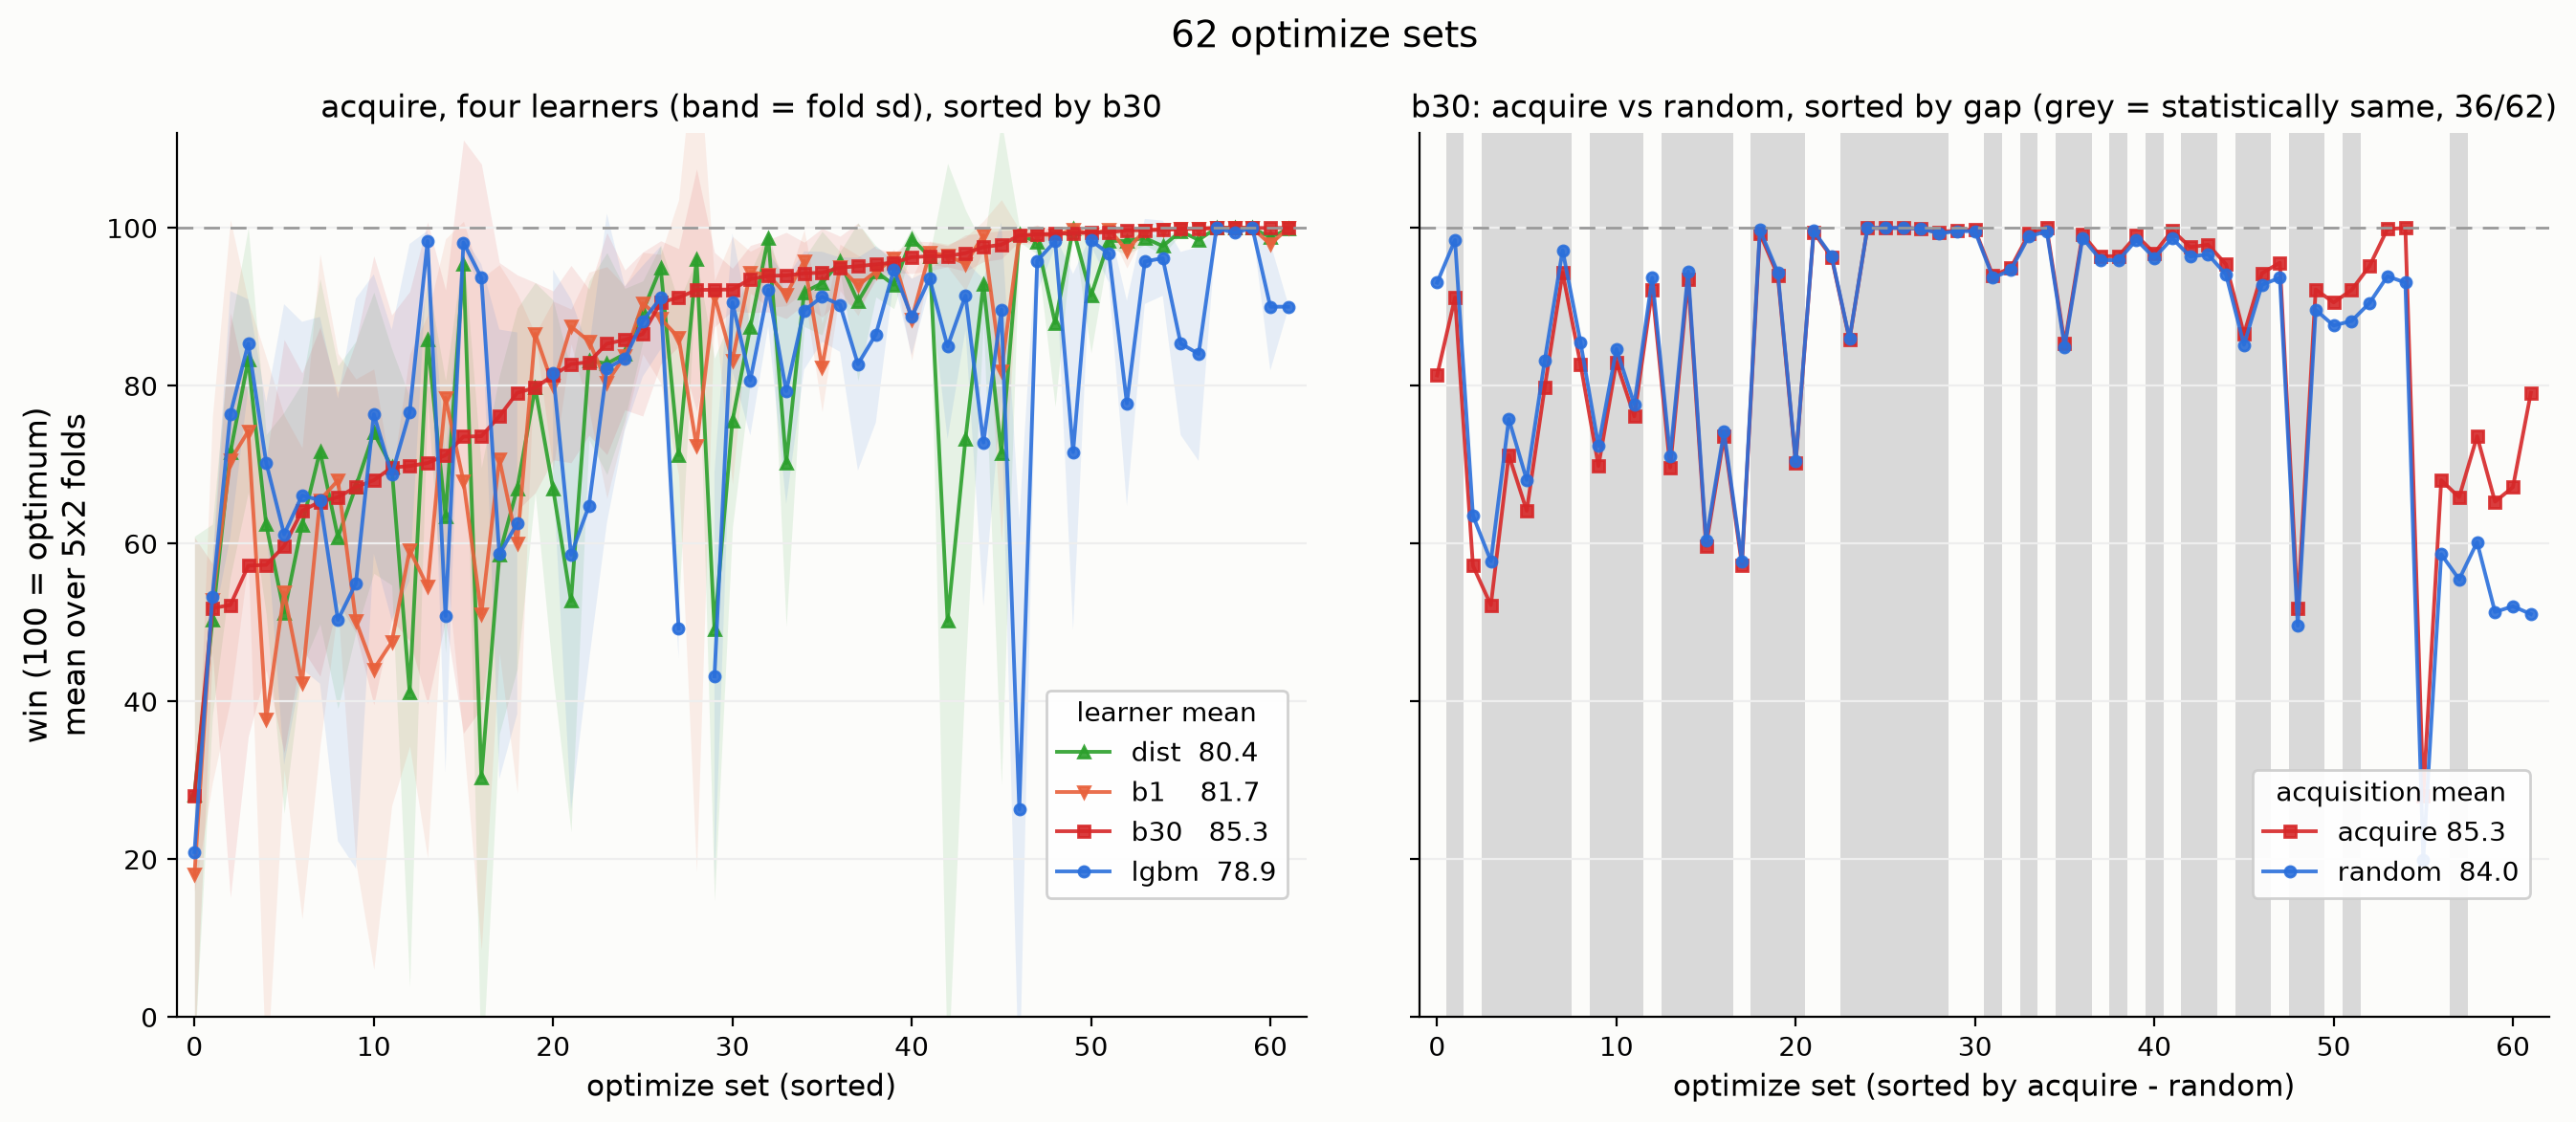 62 optimize sets
acquire, four learners (band = fold sd), sorted by b30
b30: acquire vs random, sorted by gap (grey = statistically same, 36/62)
win (100 = optimum)
mean over 5x2 folds
100
80
60
40
20
0
learner mean
dist 80.4
b1 81.7
b30 85.3
lgbm 78.9
acquisition mean
acquire 85.3
random 84.0
0 10 20 30 40 50 60
0 10 20 30 40 50 60
optimize set (sorted)
optimize set (sorted by acquire - random)